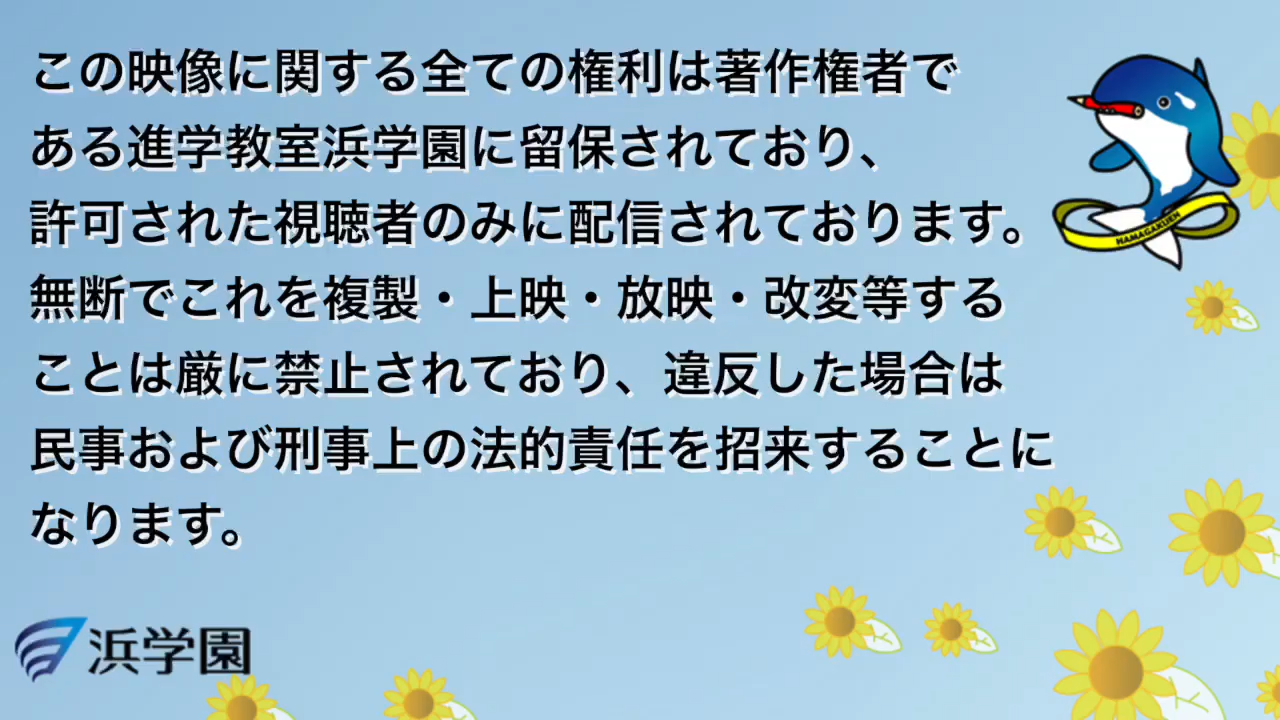 この映像に関する全ての権利は著作権者で
ある進学教室浜学園に留保されており、
許可された視聴者のみに配信されております。
無断でこれを複製・上映・放映・改変等する
ことは厳に禁止されており、違反した場合は
民事および刑事上の法的責任を招来することに
なります。
HAMAGAKUEN
浜学園